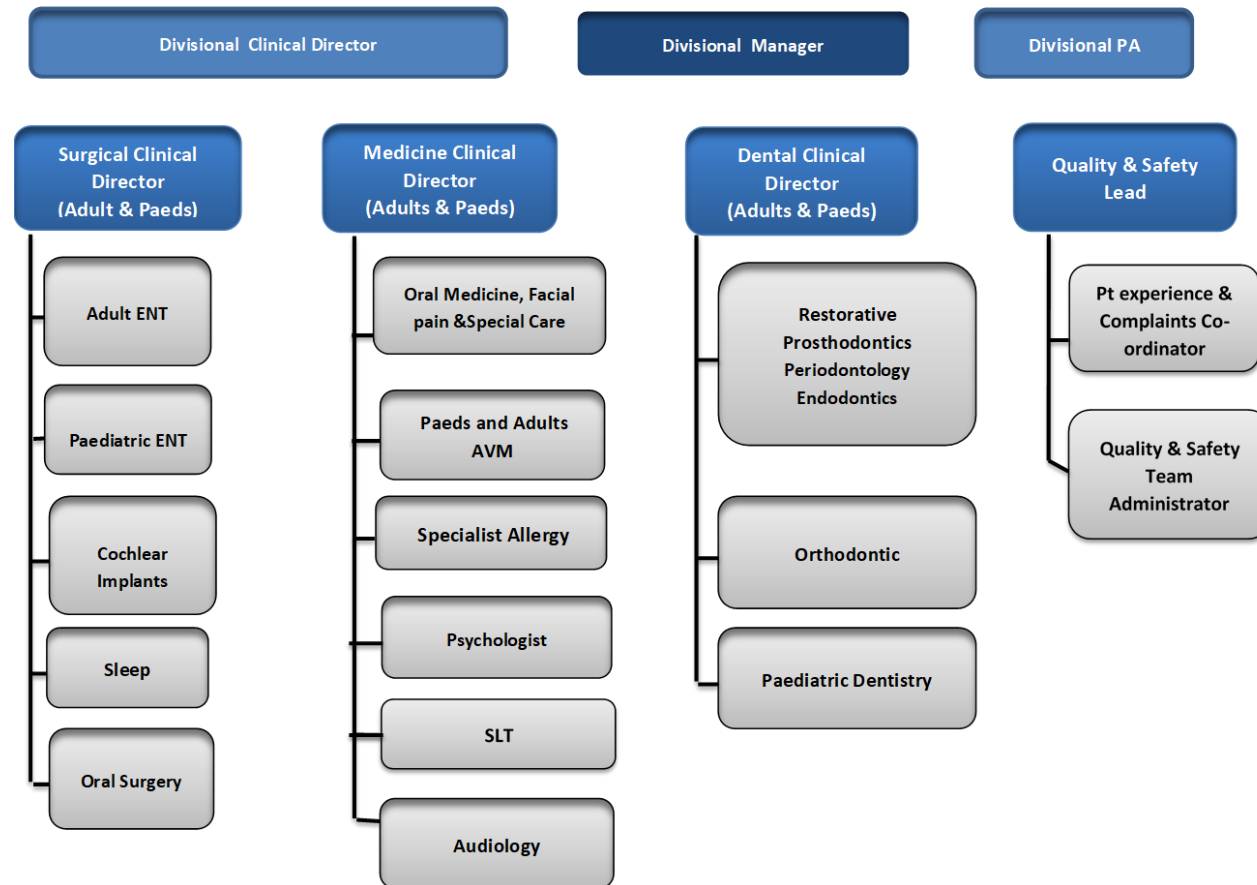 Divisional Clinical Director
Divisional Manager
Divisional PA
Surgical Clinical
Director
(Adult & Paeds)
Adult ENT
Paediatric ENT
Cochlear
Implants
Sleep
Oral Surgery
Medicine Clinical
Director
(Adults & Paeds)
Oral Medicine, Facial
pain &Special Care
Paeds and Adults
AVM
Specialist Allergy
Psychologist
SLT
Audiology
Dental Clinical
Director
(Adults & Paeds)
Restorative
Prosthodontics
Periodontology
Endodontics
Orthodontic
Paediatric Dentistry
Quality & Safety
Lead
Pt experience &
Complaints Co-
ordinator
Quality & Safety
Team
Administrator